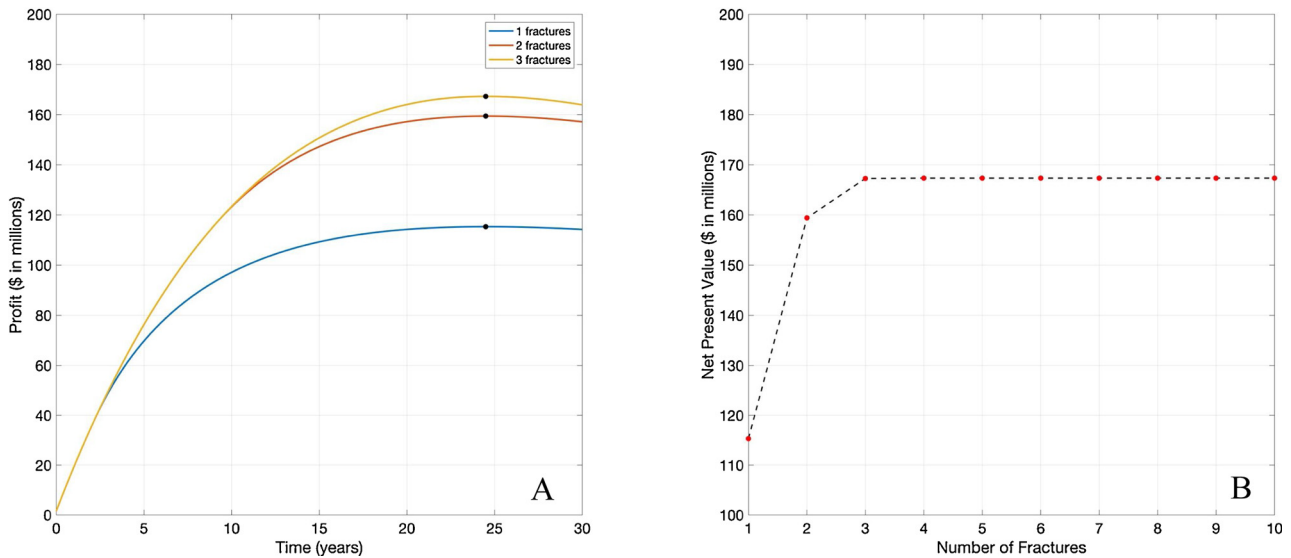 200
180
160
140
120
100
80
60
40
20
0
Profit ($ in millions)
1 fractures
2 fractures
3 fractures
A
0 5 10 15 20 25 30
Time (years)
200
190
180
170
160
150
140
130
120
110
100
Net Present Value ($ in millions)
B
1 2 3 4 5 6 7 8 9 10
Number of Fractures